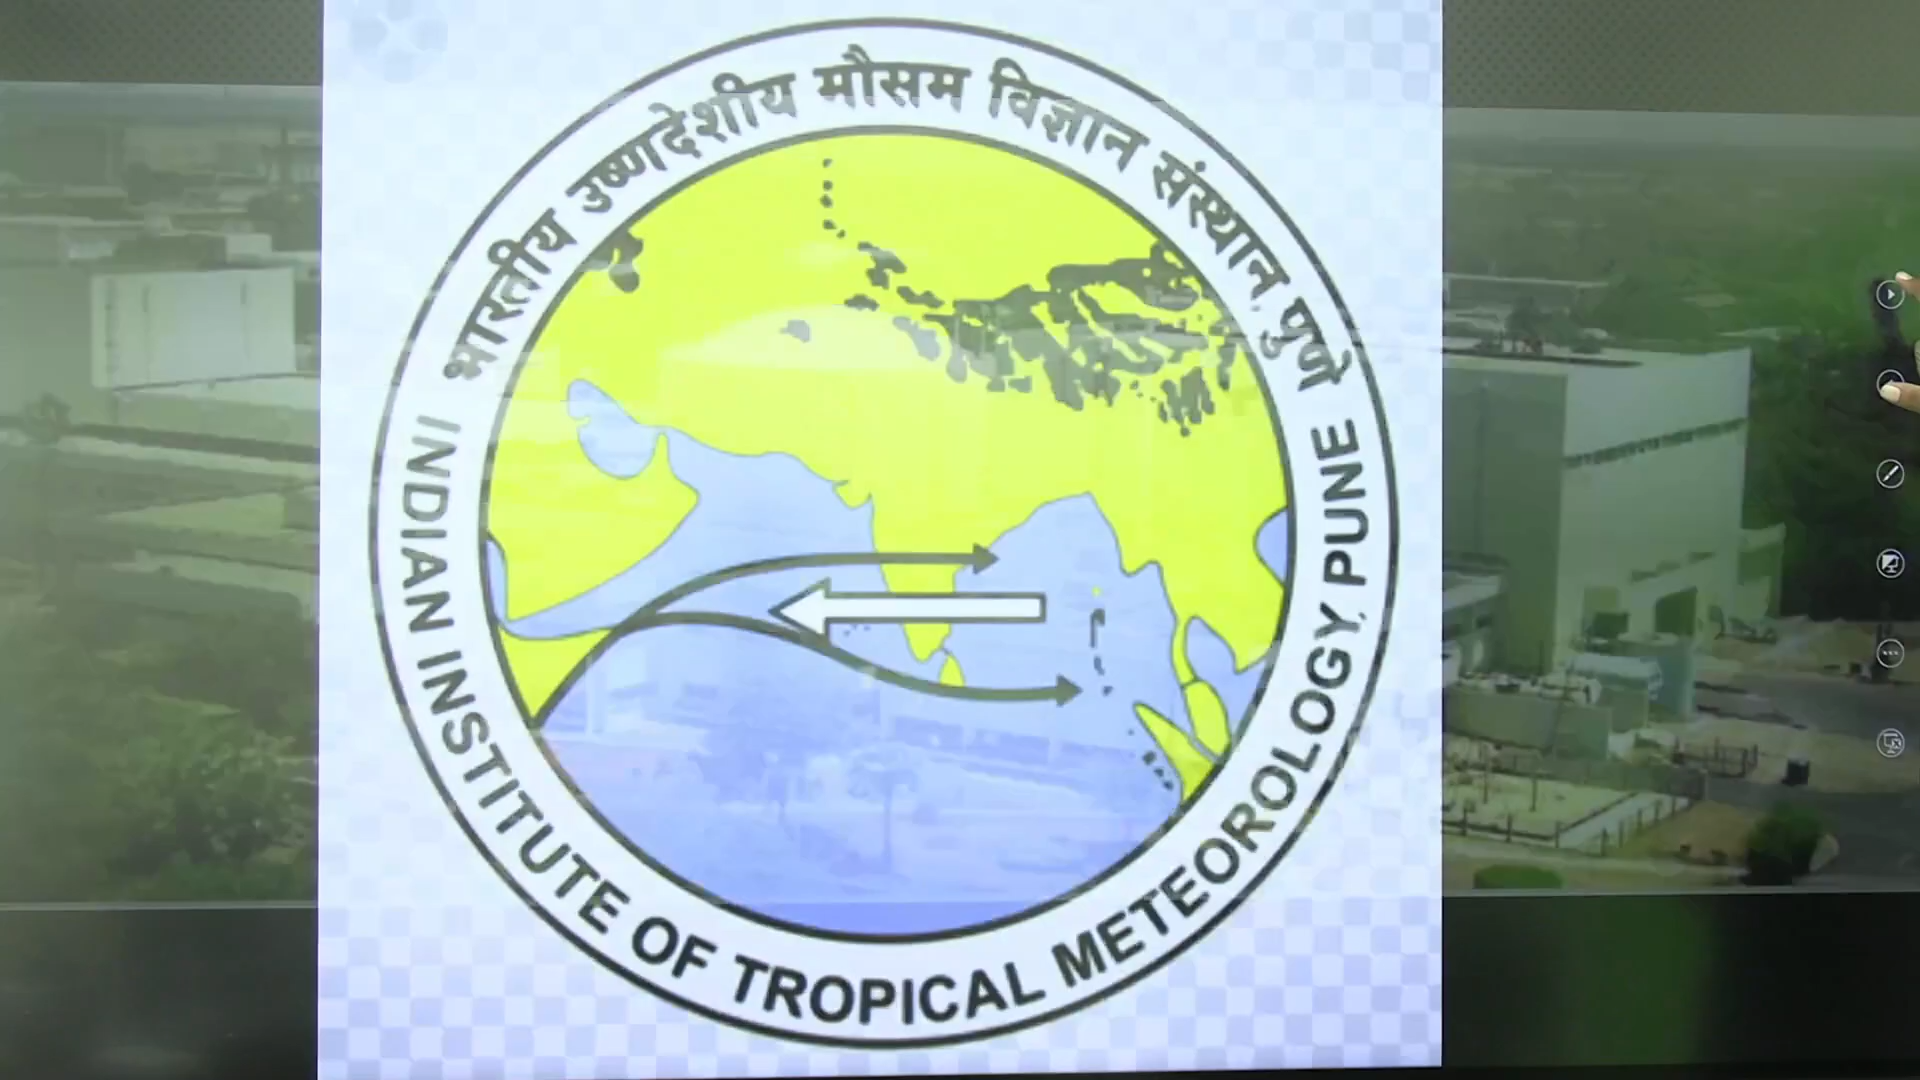 भारतीय उष्णदेशीय मौसम विज्ञान संस्थान, पुणे
INDIAN INSTITUTE OF TROPICAL METEOROLOGY, PUNE